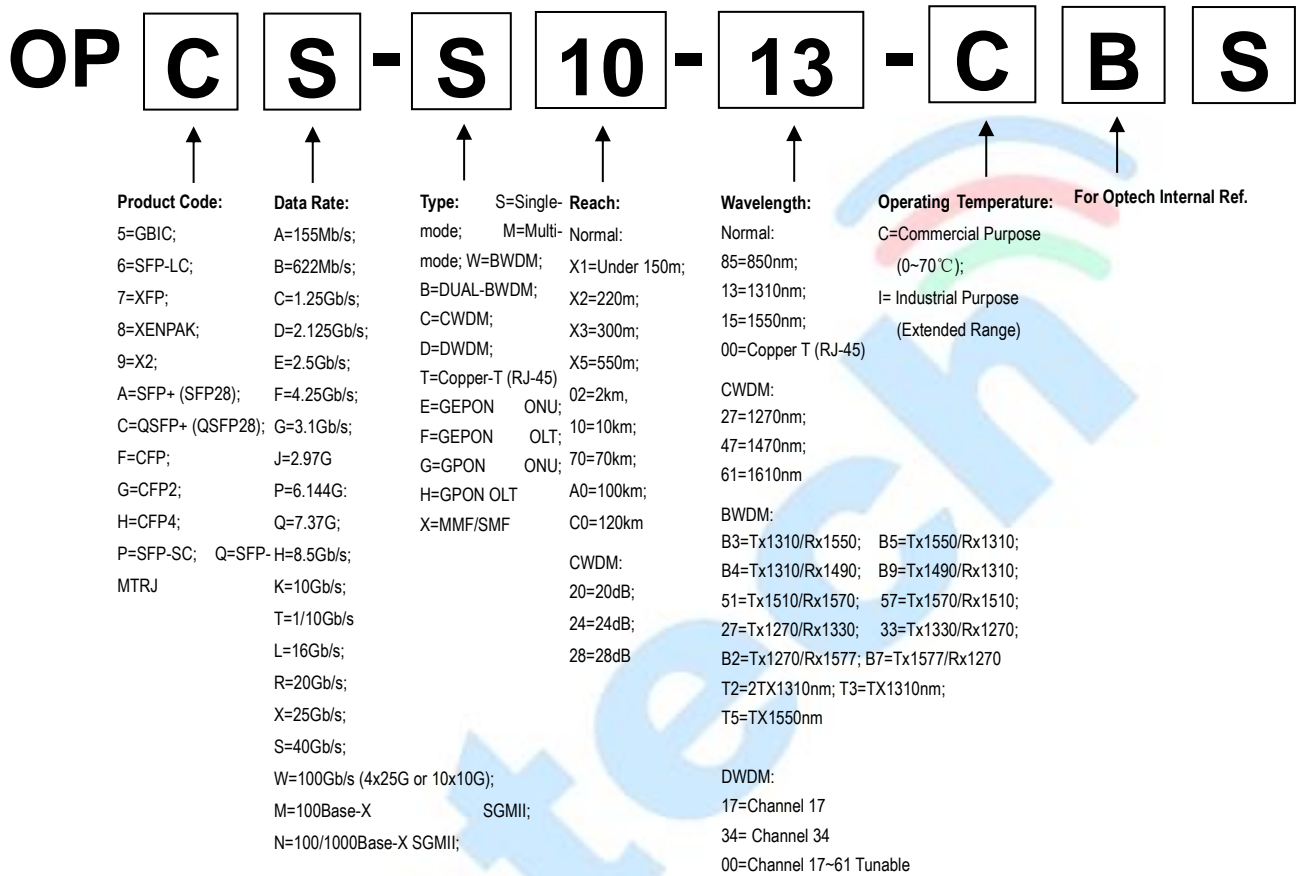 OP C S - S 10 - 13 - C B S
Product Code:
5=GBIC;
6=SFP-LC;
7=XFP;
8=XENPAK;
9=X2;
A=SFP+ (SFP28);
C=QSFP+ (QSFP28);
F=CFP;
G=CFP2;
H=CFP4;
P=SFP-SC; Q=SFP-
MTRJ
Data Rate:
A=155Mb/s;
B=622Mb/s;
C=1.25Gb/s;
D=2.125Gb/s;
E=2.5Gb/s;
F=4.25Gb/s;
G=3.1Gb/s;
J=2.97G
P=6.144G:
Q=7.37G;
H=8.5Gb/s;
K=10Gb/s;
T=1/10Gb/s
L=16Gb/s;
R=20Gb/s;
X=25Gb/s;
S=40Gb/s;
W=100Gb/s (4x25G or 10x10G);
M=100Base-X SGMII;
N=100/1000Base-X SGMII;
Type: S=Single-
mode; M=Multi-
mode; W=BWDM;
B=DUAL-BWDM;
C=CWDM;
D=DWDM;
T=Copper-T (RJ-45)
E=GEPON ONU;
F=GEPON OLT;
G=GPON ONU;
H=GPON OLT
X=MMF/SMF
Reach:
Normal:
X1=Under 150m;
X2=220m;
X3=300m;
X5=550m;
02=2km,
10=10km;
70=70km;
A0=100km;
C0=120km
CWDM:
20=20dB;
24=24dB;
28=28dB
Wavelength:
Normal:
85=850nm;
13=1310nm;
15=1550nm;
00=Copper T (RJ-45)
CWDM:
27=1270nm;
47=1470nm;
61=1610nm
BWDM:
B3=Tx1310/Rx1550; B5=Tx1550/Rx1310;
B4=Tx1310/Rx1490; B9=Tx1490/Rx1310;
51=Tx1510/Rx1570; 57=Tx1570/Rx1510;
27=Tx1270/Rx1330; 33=Tx1330/Rx1270;
B2=Tx1270/Rx1577; B7=Tx1577/Rx1270
T2=2TX1310nm; T3=TX1310nm;
T5=TX1550nm
DWDM:
17=Channel 17
34= Channel 34
00=Channel 17~61 Tunable
Operating Temperature:
C=Commercial Purpose
(0~70℃);
I= Industrial Purpose
(Extended Range)
For Optech Internal Ref.
tech